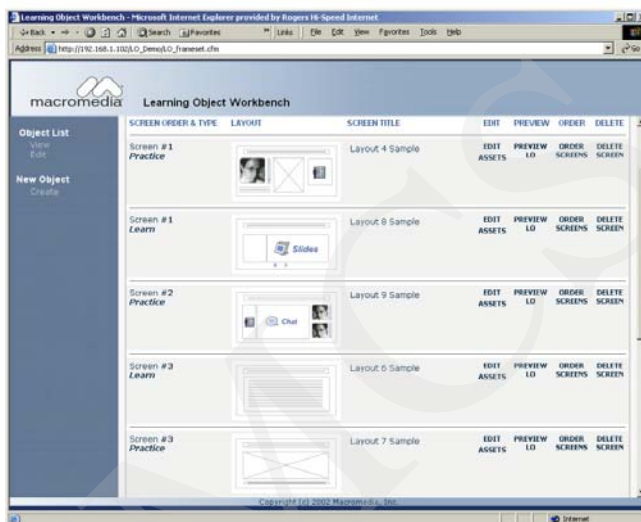 Learning Object Workbench - Microsoft Internet Explorer provided by Rogers Hi-Speed Internet
Back Search Favorites Links File Edit View Favorites Tools Help
Address http://192.168.1.102/LO_Demo/LO_frameset.cfm Go
macromedia Learning Object Workbench
Object List
View
Edit
New Object
Create
SCREEN ORDER & TYPE LAYOUT SCREEN TITLE EDIT PREVIEW ORDER DELETE
Screen #1 Layout 4 Sample EDIT PREVIEW ORDER DELETE
Practice ASSETS LO SCREENS SCREEN
Screen #1 Layout 8 Sample EDIT PREVIEW ORDER DELETE
Learn ASSETS LO SCREENS SCREEN
Slides
Screen #2 Layout 9 Sample EDIT PREVIEW ORDER DELETE
Practice ASSETS LO SCREENS SCREEN
Chat
Screen #3 Layout 6 Sample EDIT PREVIEW ORDER DELETE
Learn ASSETS LO SCREENS SCREEN
Screen #3 Layout 7 Sample EDIT PREVIEW ORDER DELETE
Practice ASSETS LO SCREENS SCREEN
Copyright (c) 2002 Macromedia, Inc.
Internet